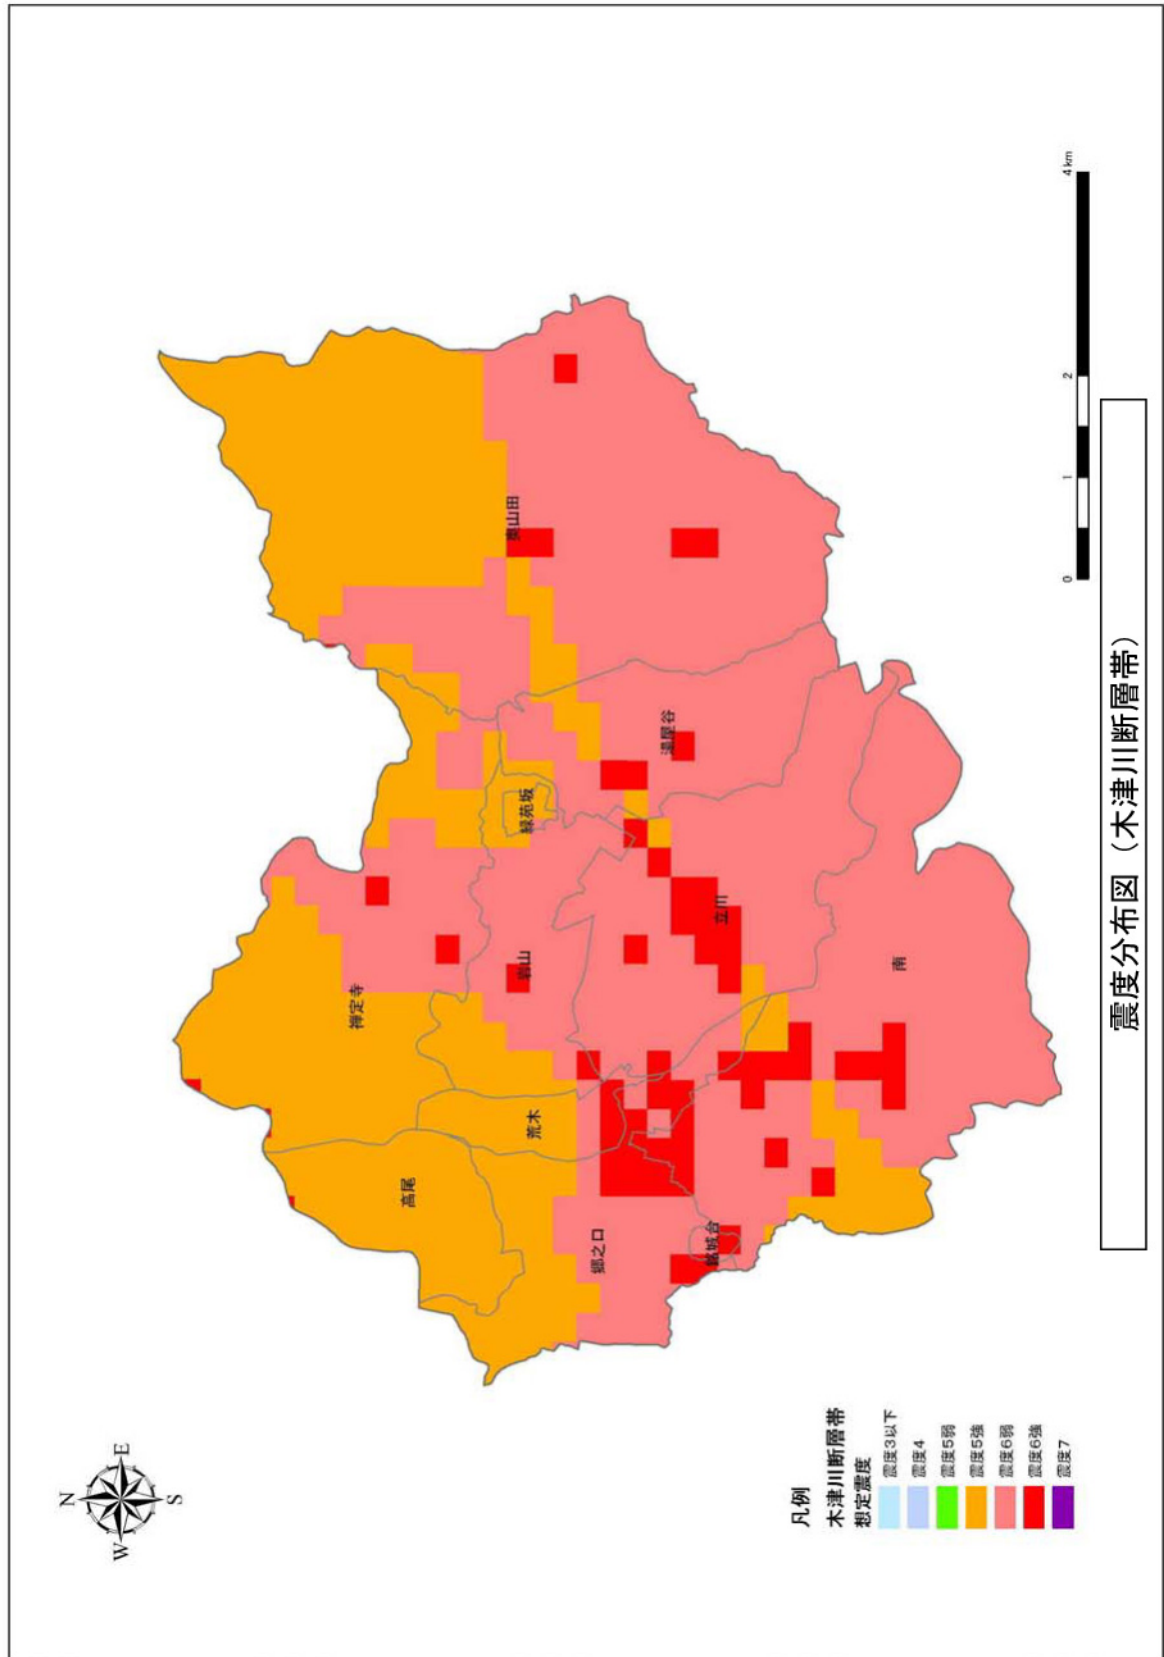 N
W
E
S
奥山田
湯屋谷
緑苑坂
立川
岩山
南
禅定寺
荒木
高尾
郷之口
銘城台
凡例
木津川断層帯
想定震度
震度3以下
震度4
震度5弱
震度5強
震度6弱
震度6強
震度7
0
1
2
4km
震度分布図（木津川断層帯）